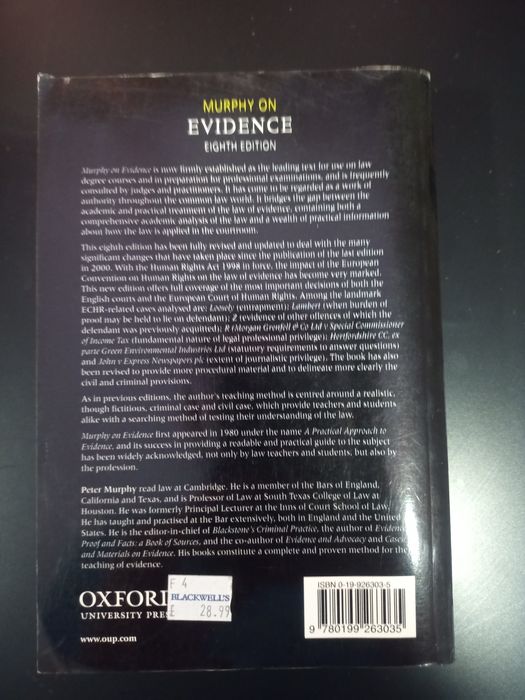 MURPHY ON
EVIDENCE
EIGHTH EDITION
Murphy on Evidence is now firmly established as the leading text for use on law
degree courses and in preparation for professional examinations, and is frequently
consulted by judges and practitioners. It has come to be regarded as a work of
authority throughout the common law world. It bridges the gap between the
academic and practical treatment of the law of evidence, containing both a
comprehensive academic analysis of the law and a wealth of practical information
about how the law is applied in the courtroom.
This eighth edition has been fully revised and updated to deal with the many
significant changes that have taken place since the publication of the last edition
in 2000. With the Human Rights Act 1998 in force, the impact of the European
Convention on Human Rights on the law of evidence has become very marked.
This new edition offers full coverage of the most important decisions of both the
English courts and the European Court of Human Rights. Among the landmark
ECHR-related cases analysed are: Loosely (entrapment); Lambert (when burden of
proof may be held to lie on defendant); Z (evidence of other offences of which the
defendant was previously acquitted); R (Morgan Grenfell & Co Ltd v Special Commissioner
of Income Tax (fundamental nature of legal professional privilege); Hertfordshire CC, ex
parte Green Environmental Industries Ltd (statutory requirements to answer questions)
and John v Express Newspapers plc (extent of journalistic privilege). The book has also
been revised to provide more procedural material and to delineate more clearly the
civil and criminal provisions.
As in previous editions, the author's teaching method is centred around a realistic,
though fictitious, criminal case and civil case, which provide teachers and students
alike with a searching method of testing their understanding of the law.
Murphy on Evidence first appeared in 1980 under the name A Practical Approach to
Evidence, and its success in providing a readable and practical guide to the subject
has been widely acknowledged, not only by law teachers and students, but also by
the profession.
Peter Murphy read law at Cambridge. He is a member of the Bars of England,
California and Texas, and is Professor of Law at South Texas College of Law at
Houston. He was formerly Principal Lecturer at the Inns of Court School of Law.
He has taught and practised at the Bar extensively, both in England and the United
States. He is the editor-in-chief of Blackstone's Criminal Practice, the author of Evidence
Proof and Facts: a Book of Sources, and the co-author of Evidence and Advocacy and Cases
and Materials on Evidence. His books constitute a complete and proven method for the
teaching of evidence.
F 4
BLACKWELL'S
£ 28.99
OXFORD
UNIVERSITY PRES
www.oup.com
ISBN 0-19-926303-5
9 780199 263035